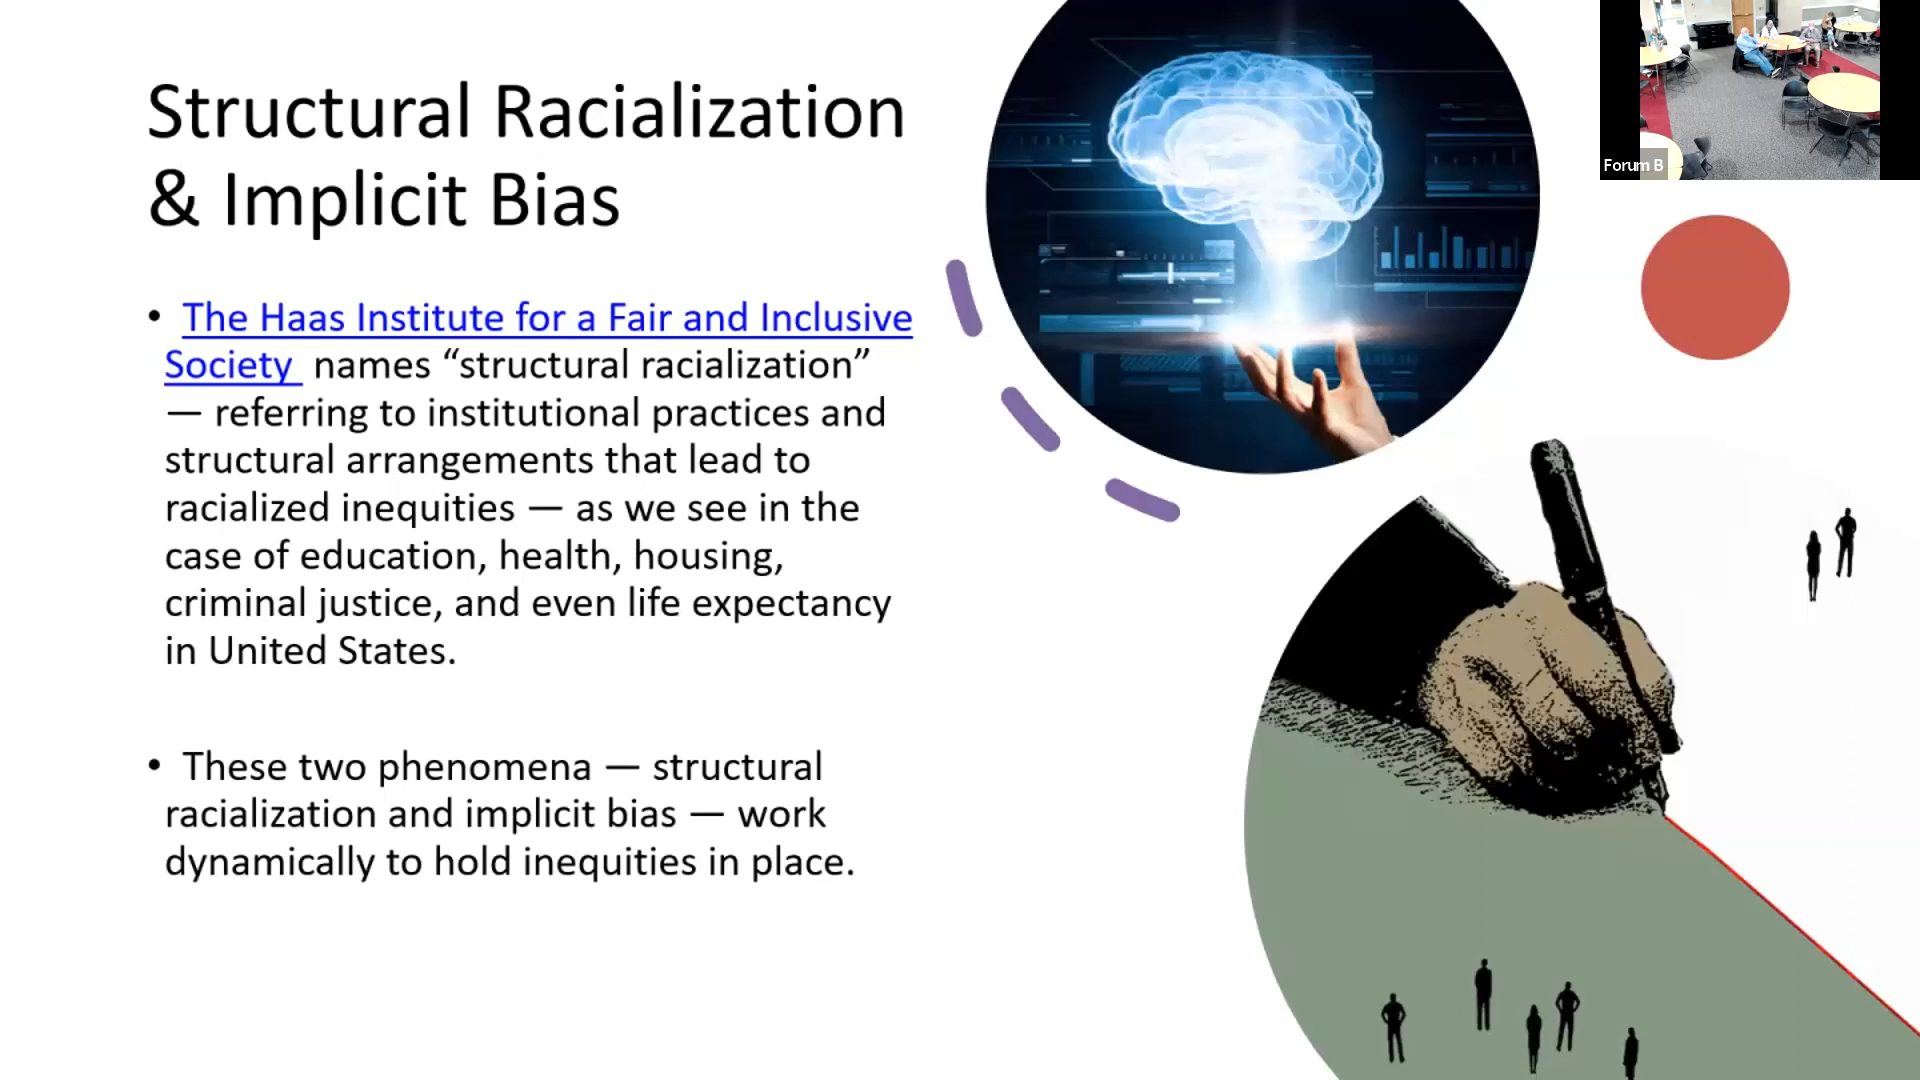 Structural Racialization
& Implicit Bias
• The Haas Institute for a Fair and Inclusive
Society names “structural racialization”
— referring to institutional practices and
structural arrangements that lead to
racialized inequities — as we see in the
case of education, health, housing,
criminal justice, and even life expectancy
in United States.
• These two phenomena — structural
racialization and implicit bias — work
dynamically to hold inequities in place.
Forum B